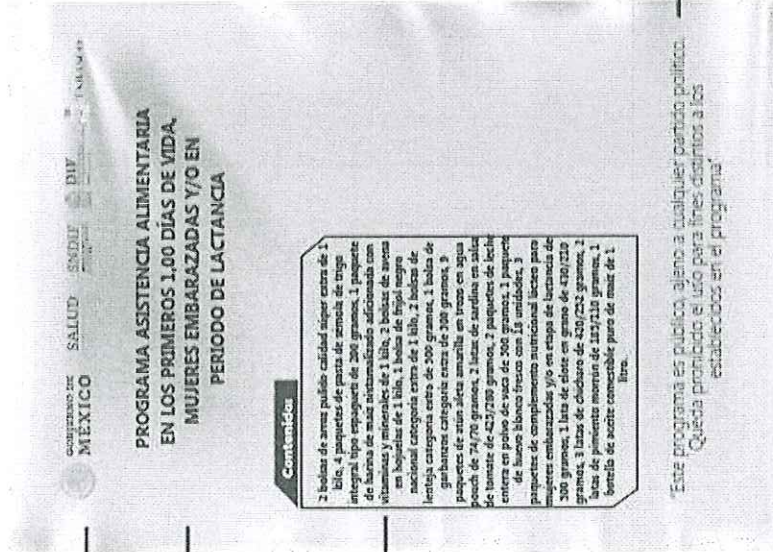 GOBIERNO DE
MÉXICO
SALUD
SNDIF
DIF
PROGRAMA ASISTENCIA ALIMENTARIA
EN LOS PRIMEROS 1,00 DÍAS DE VIDA,
MUJERES EMBARAZADAS Y/O EN
PERIODO DE LACTANCIA
Contenidos
2 bolsas de arroz pulido calidad súper extra de 1
kilo, 4 paquetes de pasta de semola de trigo
integral tipo espagueti de 200 gramos, 1 paquete
de harina de maíz nixtamalizado adicionada con
vitaminas y minerales de 1 kilo, 2 bolsas de avena
en hojuelas de 1 kilo, 1 bolsa de frijol negro
nacional categoría extra de 1 kilo, 2 bolsas de
lenteja categoría extra de 500 gramos, 1 bolsa de
garbanzos categoría extra de 500 gramos, 9
paquetes de atún aleta amarilla en trozo en agua
pouch de 74/70 gramos, 2 latas de sardina en salsa
de tomate de 425/280 gramos, 2 paquetes de leche
entera en polvo de vaca de 500 gramos, 1 paquete
de huevo blanco fresco con 18 unidades, 3
paquetes de complemento nutricional lácteo para
mujeres embarazadas y/o en etapa de lactancia de
500 gramos, 1 lata de elote en grano de 430/220
gramos, 3 latas de chícharo de 430/252 gramos, 2
latas de pimiento morrón de 185/110 gramos, 1
botella de aceite comestible puro de maíz de 1
litro.
"Este programa es público, ajeno a cualquier partido político.
Queda prohibido el uso para fines distintos a los
establecidos en el programa"